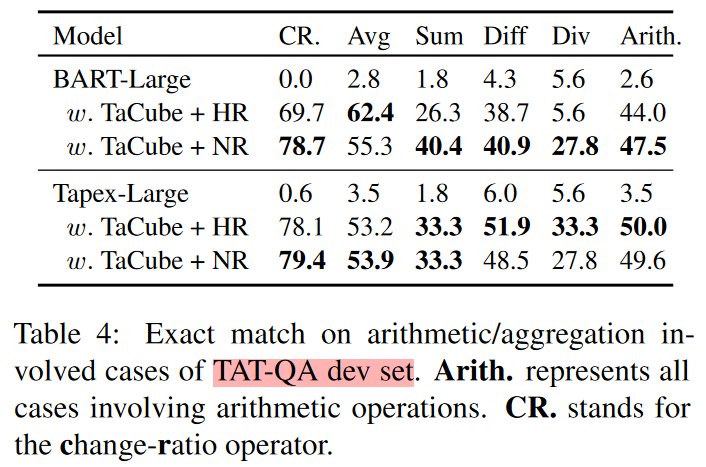 Model CR. Avg Sum Diff Div Arith.
BART-Large 0.0 2.8 1.8 4.3 5.6 2.6
w. TaCube + HR 69.7 62.4 26.3 38.7 5.6 44.0
w. TaCube + NR 78.7 55.3 40.4 40.9 27.8 47.5
Tapex-Large 0.6 3.5 1.8 6.0 5.6 3.5
w. TaCube + HR 78.1 53.2 33.3 51.9 33.3 50.0
w. TaCube + NR 79.4 53.9 33.3 48.5 27.8 49.6
Table 4: Exact match on arithmetic/aggregation in-
volved cases of TAT-QA dev set. Arith. represents all
cases involving arithmetic operations. CR. stands for
the change-ratio operator.